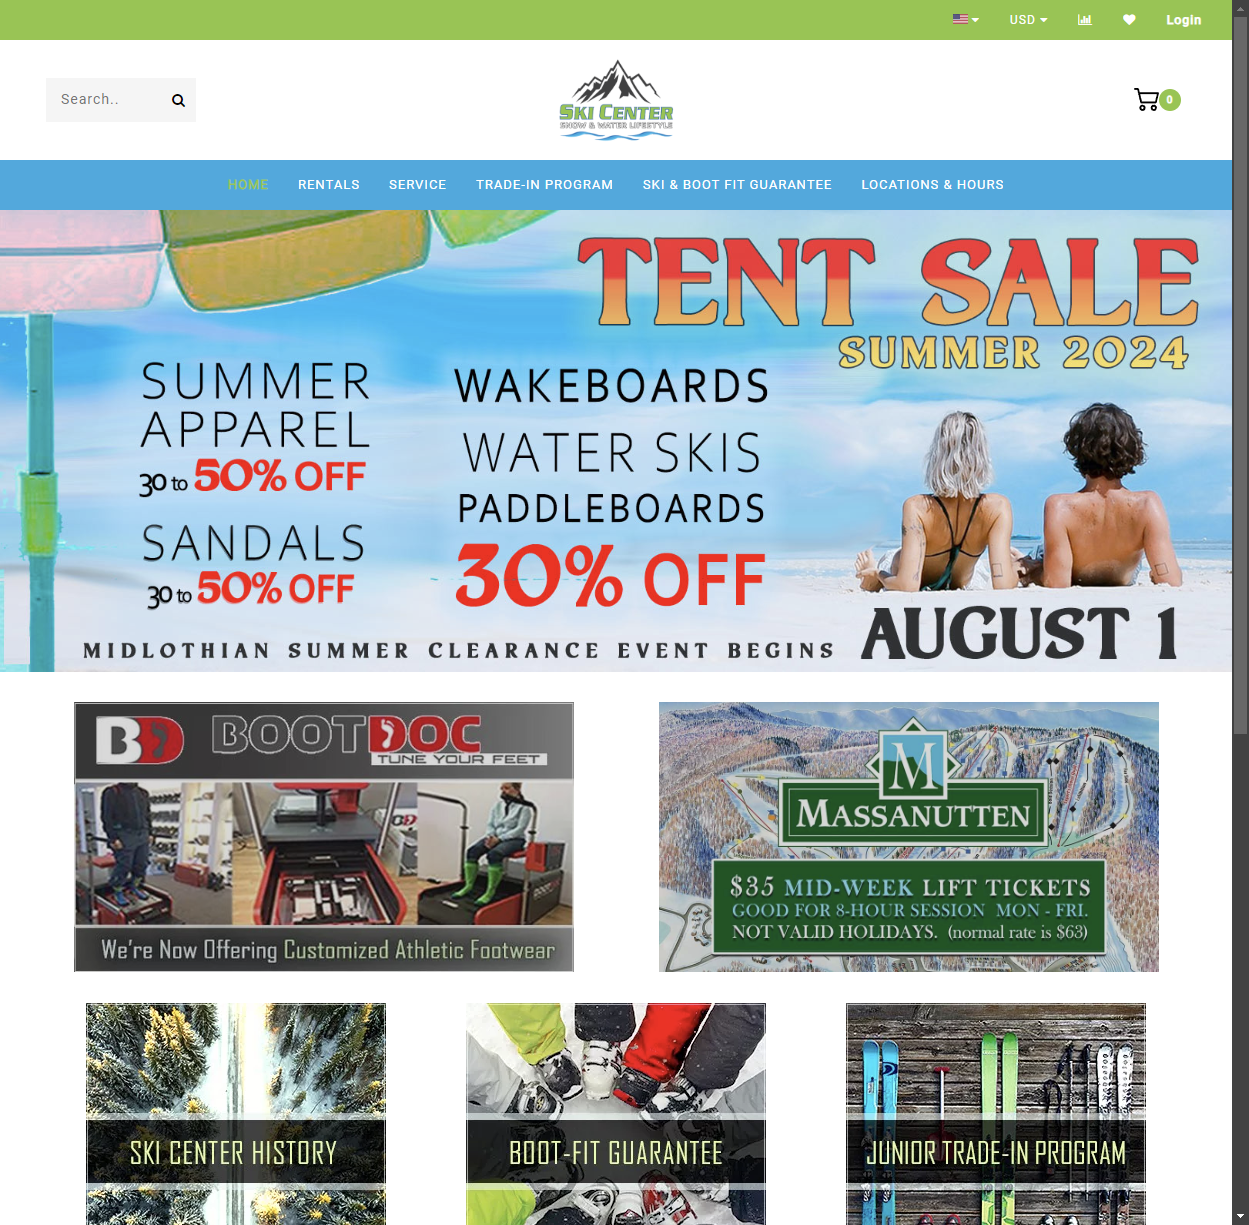 USD
Login
Search..
SKI CENTER
SNOW & WATER LIFESTYLE
0
HOME
RENTALS
SERVICE
TRADE-IN PROGRAM
SKI & BOOT FIT GUARANTEE
LOCATIONS & HOURS
TENT SALE
SUMMER 2024
SUMMER
APPAREL
30 to 50% OFF
SANDALS
30 to 50% OFF
WAKEBOARDS
WATER SKIS
PADDLEBOARDS
30% OFF
MIDLOTHIAN SUMMER CLEARANCE EVENT BEGINS
AUGUST 1
BD BOOTDOC
TUNE YOUR FEET
We're Now Offering Customized Athletic Footwear
M
MASSANUTTEN
$35 MID-WEEK LIFT TICKETS
GOOD FOR 8-HOUR SESSION MON - FRI.
NOT VALID HOLIDAYS. (normal rate is $63)
SKI CENTER HISTORY
BOOT-FIT GUARANTEE
JUNIOR TRADE-IN PROGRAM